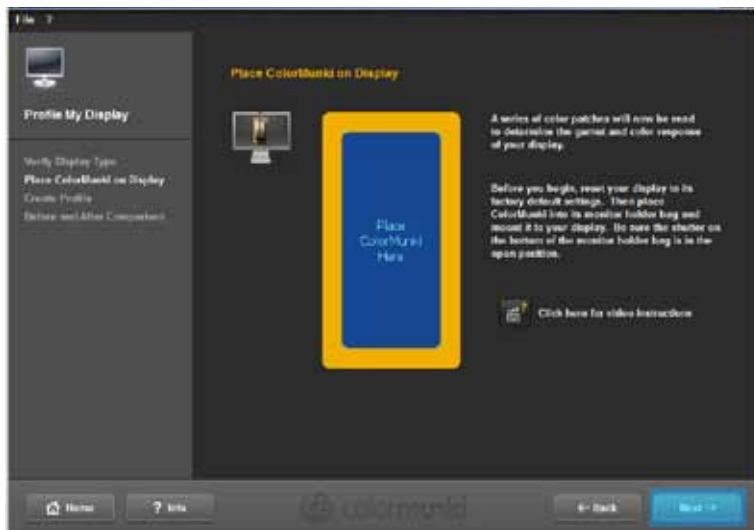 File ?
Profile My Display
Verify Display Type
Place ColorMunki on Display
Create Profile
Before and After Comparison
Place ColorMunki on Display
Place
ColorMunki
Here
A series of color patches will now be read
to determine the gamut and color response
of your display.
Before you begin, reset your display to its
factory default settings. Then place
ColorMunki into its monitor holder bag and
mount it to your display. Be sure the shutter on
the bottom of the monitor holder bag is in the
open position.
Click here for video instructions
Home
? Info
colormunki
<- Back
Next ->